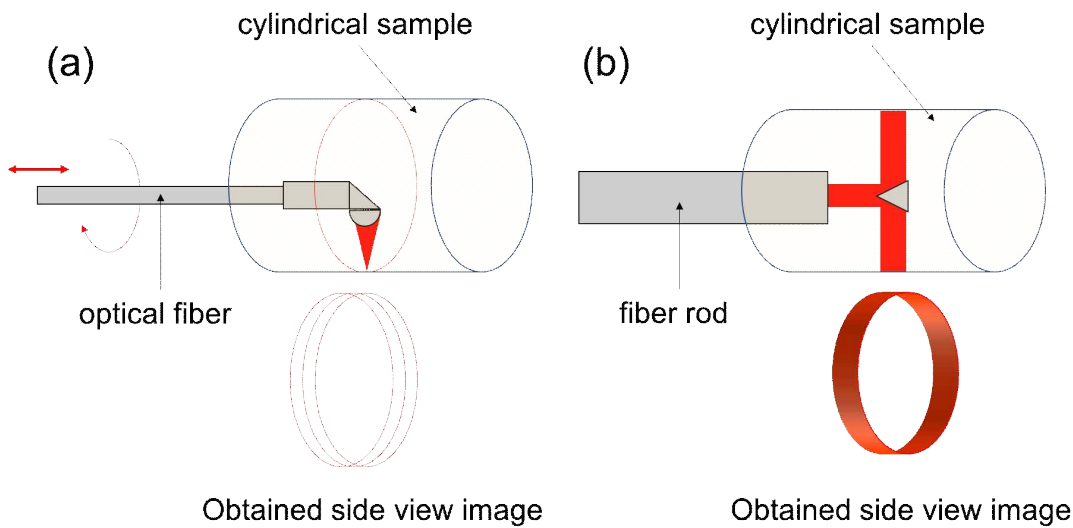 (a)
cylindrical sample
optical fiber
Obtained side view image
(b)
cylindrical sample
fiber rod
Obtained side view image